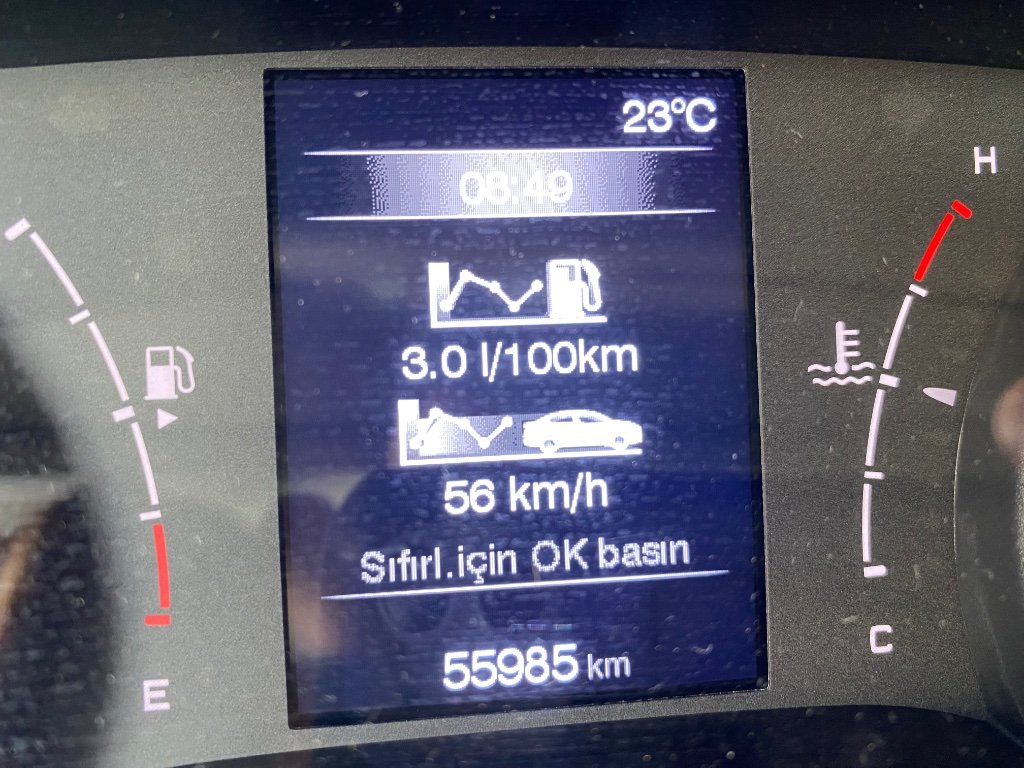 23°C
08:49
3.0 l/100km
56 km/h
Sıfırl.için OK basın
55985 km
E
H
C